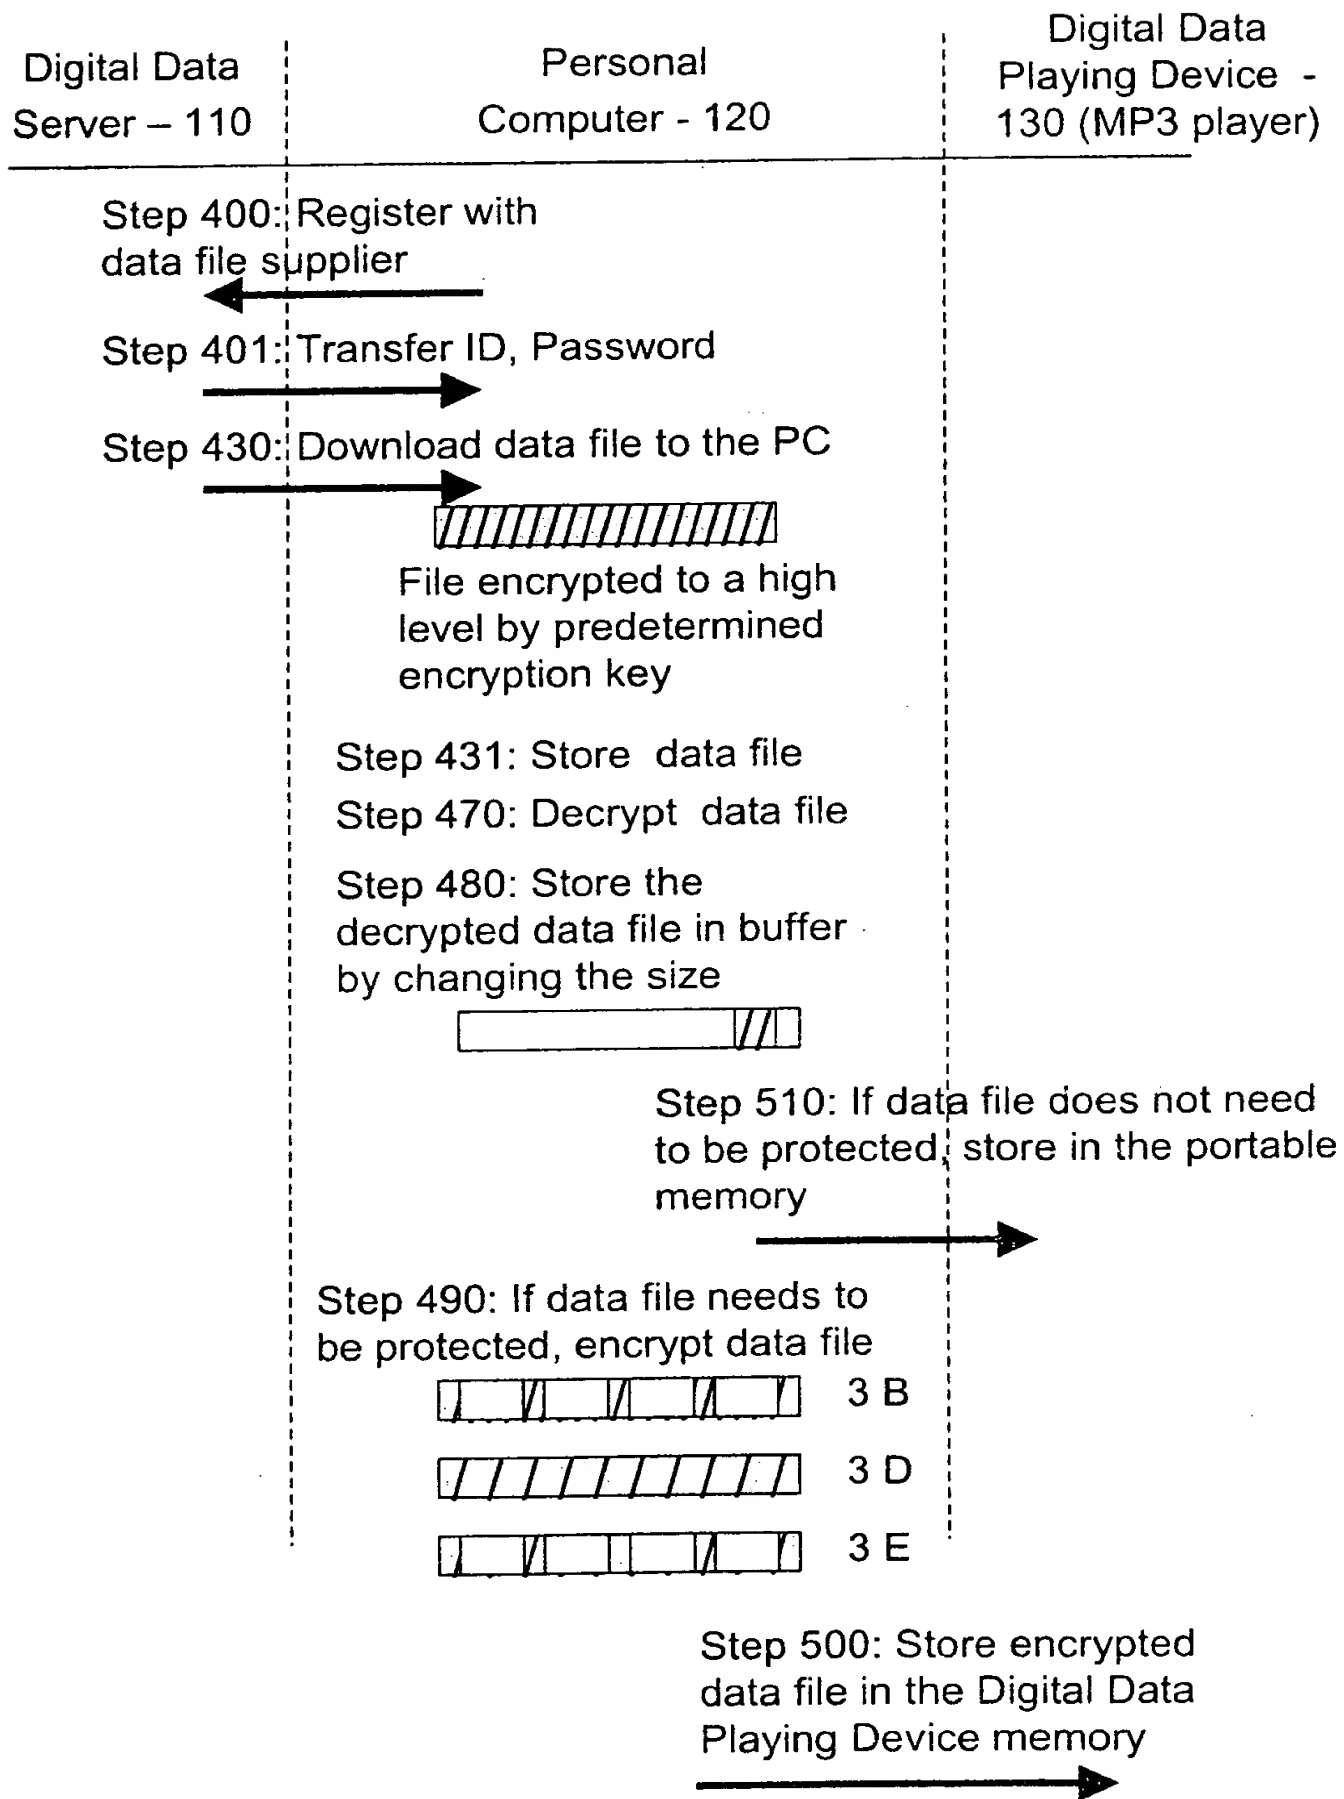 Digital Data
Server – 110
Personal
Computer - 120
Digital Data
Playing Device -
130 (MP3 player)
Step 400: Register with
data file supplier
Step 401: Transfer ID, Password
Step 430: Download data file to the PC
File encrypted to a high
level by predetermined
encryption key
Step 431: Store data file
Step 470: Decrypt data file
Step 480: Store the
decrypted data file in buffer
by changing the size
Step 510: If data file does not need
to be protected, store in the portable
memory
Step 490: If data file needs to
be protected, encrypt data file
3 B
3 D
3 E
Step 500: Store encrypted
data file in the Digital Data
Playing Device memory